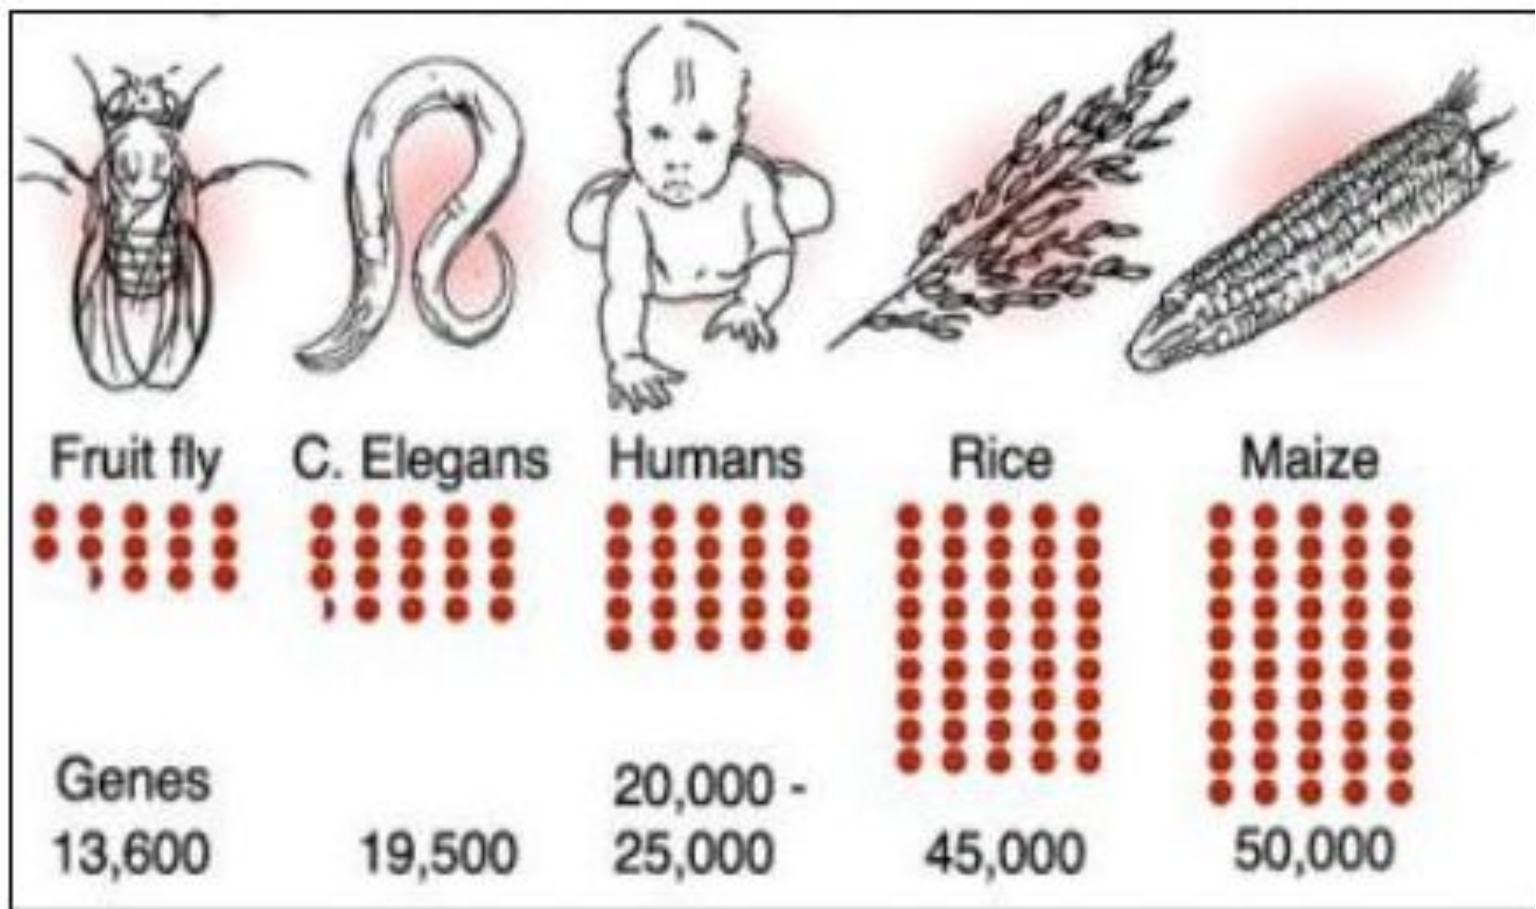 Fruit fly
C. Elegans
Humans
Rice
Maize
Genes
13,600
19,500
20,000 -
25,000
45,000
50,000